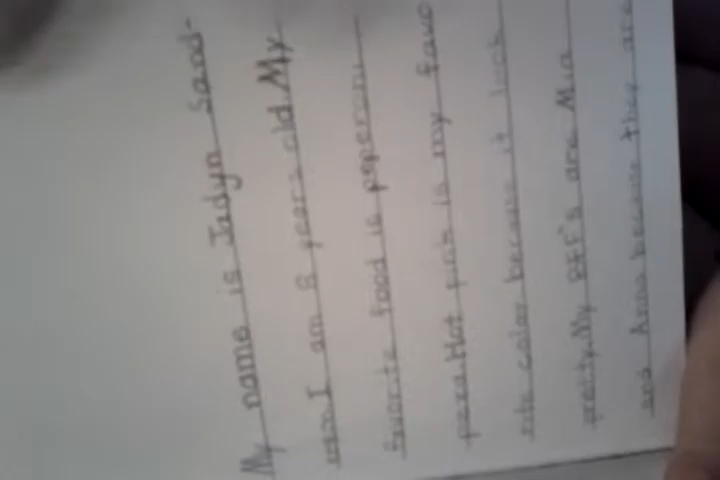 My name is Jadyn Sand-
I am 8 years old. My
favorite food is peperoni
pizza. Hot pink is my favo
rite color because it look
pretty. My BFF's are Mia
and Anna because they are